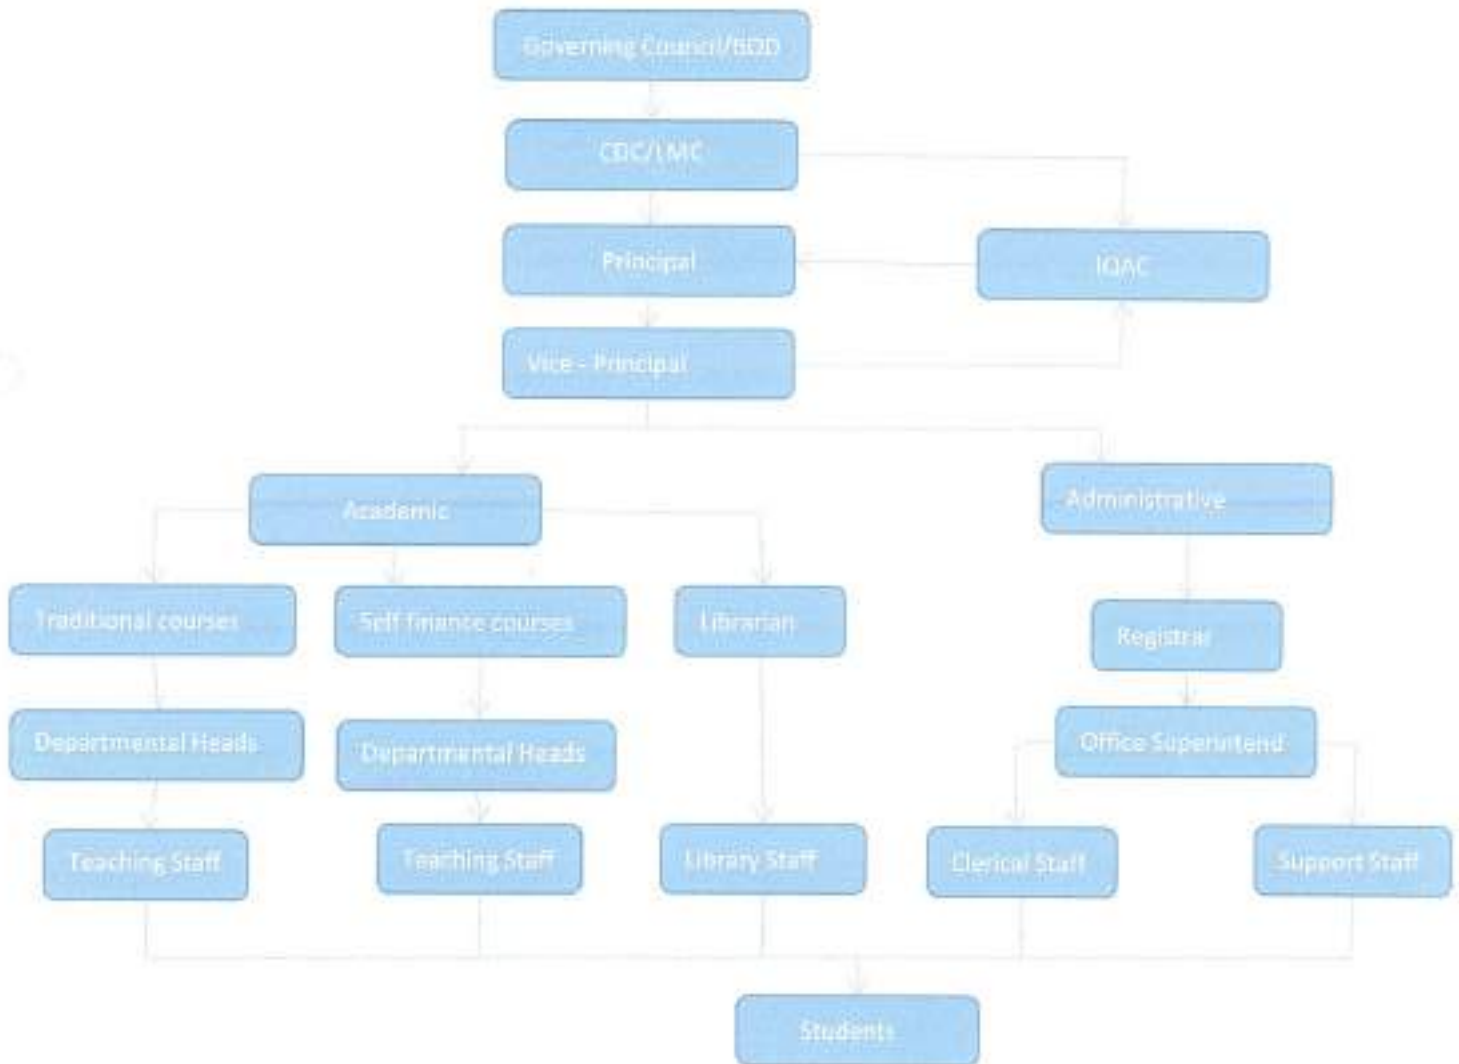 Governing Council/BOD
CDC/LMC
Principal
IQAC
Vice - Principal
Academic
Administrative
Traditional courses
Self finance courses
Librarian
Registrar
Departmental Heads
Departmental Heads
Office Superintend
Teaching Staff
Teaching Staff
Library Staff
Clerical Staff
Support Staff
Students